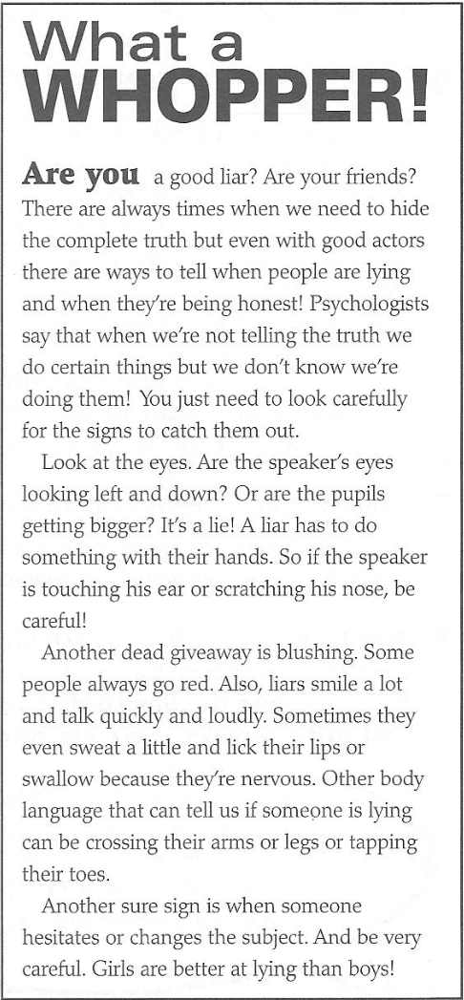 What a
WHOPPER!
Are you a good liar? Are your friends?
There are always times when we need to hide
the complete truth but even with good actors
there are ways to tell when people are lying
and when they're being honest! Psychologists
say that when we're not telling the truth we
do certain things but we don't know we're
doing them! You just need to look carefully
for the signs to catch them out.
Look at the eyes. Are the speaker's eyes
looking left and down? Or are the pupils
getting bigger? It's a lie! A liar has to do
something with their hands. So if the speaker
is touching his ear or scratching his nose, be
careful!
Another dead giveaway is blushing. Some
people always go red. Also, liars smile a lot
and talk quickly and loudly. Sometimes they
even sweat a little and lick their lips or
swallow because they're nervous. Other body
language that can tell us if someone is lying
can be crossing their arms or legs or tapping
their toes.
Another sure sign is when someone
hesitates or changes the subject. And be very
careful. Girls are better at lying than boys!